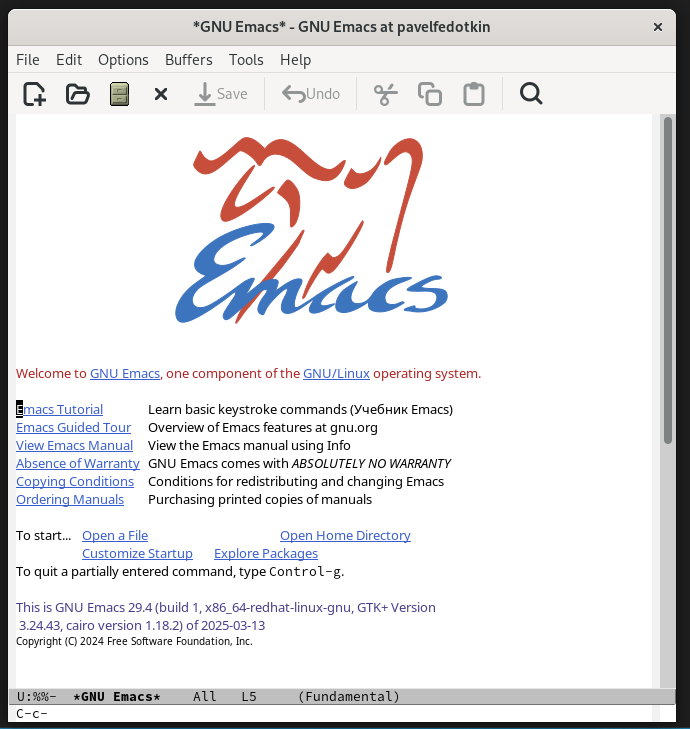 *GNU Emacs* - GNU Emacs at pavelfedotkin
File Edit Options Buffers Tools Help
Save Undo
Emacs
Welcome to GNU Emacs, one component of the GNU/Linux operating system.
Emacs Tutorial Learn basic keystroke commands (Учебник Emacs)
Emacs Guided Tour Overview of Emacs features at gnu.org
View Emacs Manual View the Emacs manual using Info
Absence of Warranty GNU Emacs comes with ABSOLUTELY NO WARRANTY
Copying Conditions Conditions for redistributing and changing Emacs
Ordering Manuals Purchasing printed copies of manuals
To start... Open a File Open Home Directory
Customize Startup Explore Packages
To quit a partially entered command, type Control-g.
This is GNU Emacs 29.4 (build 1, x86_64-redhat-linux-gnu, GTK+ Version
3.24.43, cairo version 1.18.2) of 2025-03-13
Copyright (C) 2024 Free Software Foundation, Inc.
U:%%- *GNU Emacs* All L5 (Fundamental)
C-c-